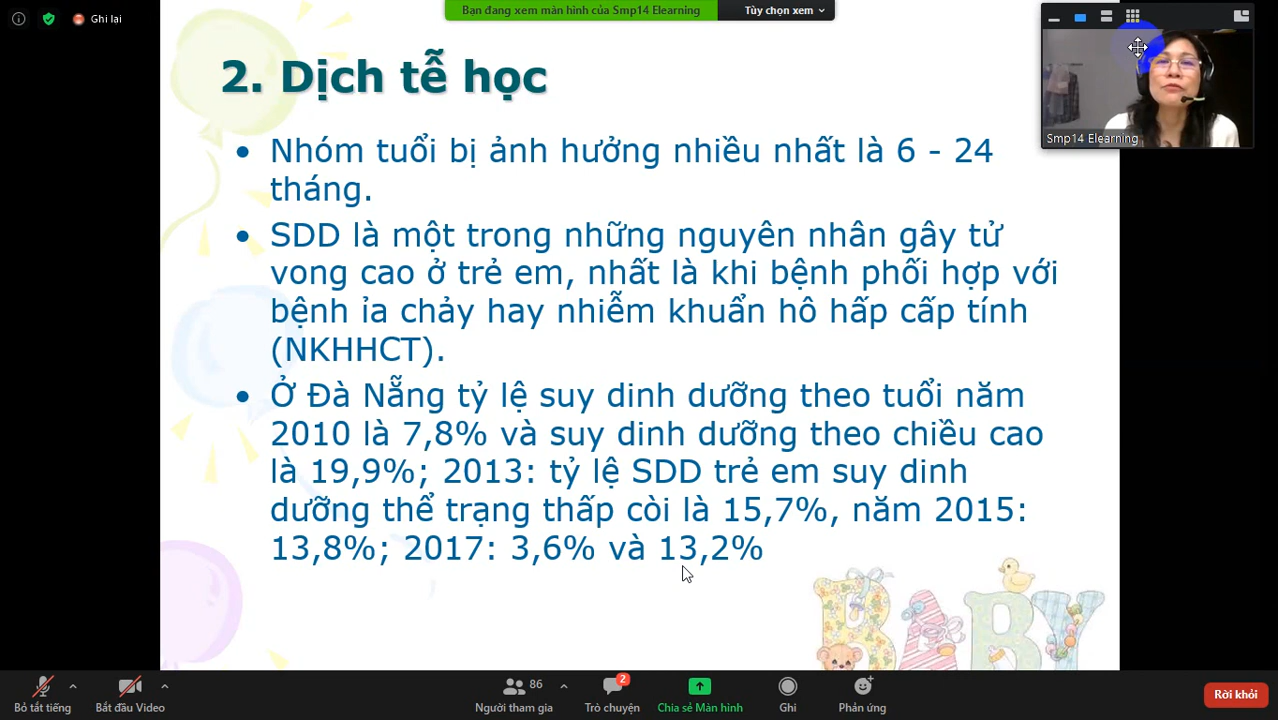 Ghi lại
Bạn đang xem màn hình của Smp14 Elearning
Tùy chọn xem
2. Dịch tễ học
Smp14 Elearning
• Nhóm tuổi bị ảnh hưởng nhiều nhất là 6 - 24
tháng.
• SDD là một trong những nguyên nhân gây tử
vong cao ở trẻ em, nhất là khi bệnh phối hợp với
bệnh ỉa chảy hay nhiễm khuẩn hô hấp cấp tính
(NKHHCT).
• Ở Đà Nẵng tỷ lệ suy dinh dưỡng theo tuổi năm
2010 là 7,8% và suy dinh dưỡng theo chiều cao
là 19,9%; 2013: tỷ lệ SDD trẻ em suy dinh
dưỡng thể trạng thấp còi là 15,7%, năm 2015:
13,8%; 2017: 3,6% và 13,2%
BABY
Bỏ tắt tiếng
Bắt đầu Video
86
Người tham gia
2
Trò chuyện
Chia sẻ Màn hình
Ghi
Phản ứng
Rời khỏi